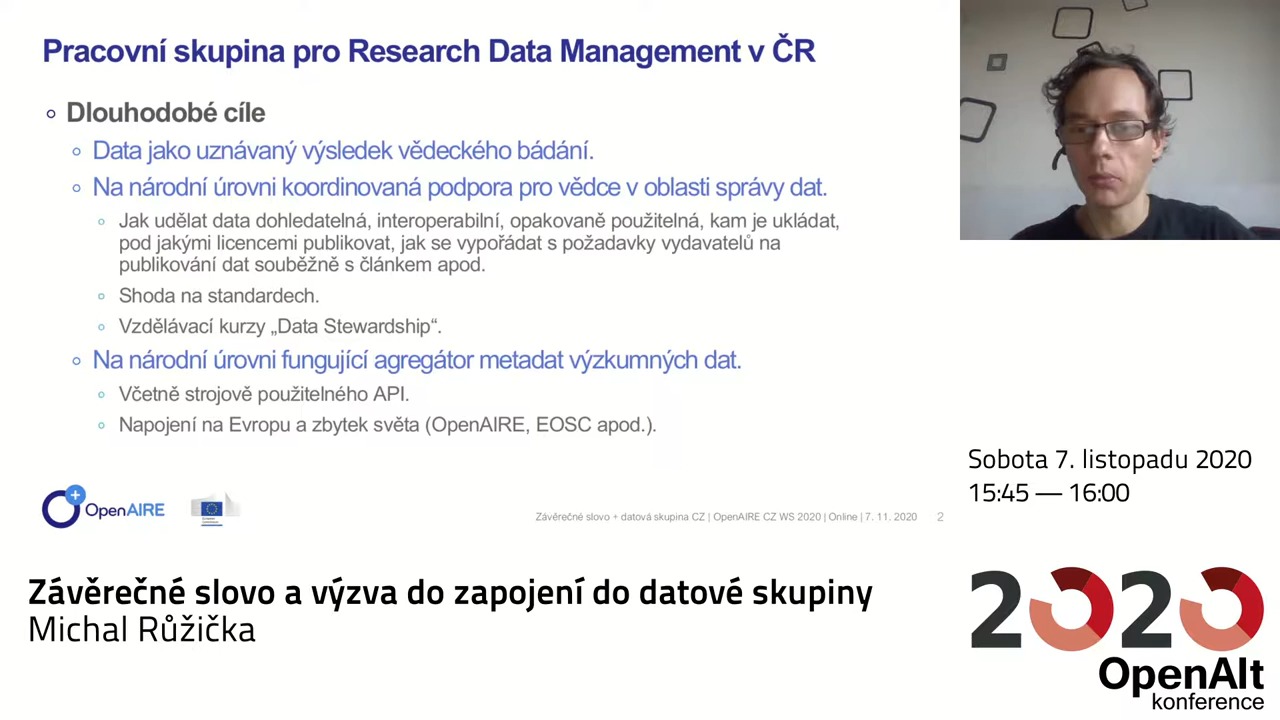 Pracovní skupina pro Research Data Management v ČR
Dlouhodobé cíle
Data jako uznávaný výsledek vědeckého bádání.
Na národní úrovni koordinovaná podpora pro vědce v oblasti správy dat.
Jak udělat data dohledatelná, interoperabilní, opakovaně použitelná, kam je ukládat,
pod jakými licencemi publikovat, jak se vypořádat s požadavky vydavatelů na
publikování dat souběžně s článkem apod.
Shoda na standardech.
Vzdělávací kurzy „Data Stewardship“.
Na národní úrovni fungující agregátor metadat výzkumných dat.
Včetně strojově použitelného API.
Napojení na Evropu a zbytek světa (OpenAIRE, EOSC apod.).
OpenAIRE
Závěrečné slovo + datová skupina CZ | OpenAIRE CZ WS 2020 | Online | 7. 11. 2020 2
Sobota 7. listopadu 2020
15:45 — 16:00
Závěrečné slovo a výzva do zapojení do datové skupiny
Michal Růžička
2020
OpenAlt
konference